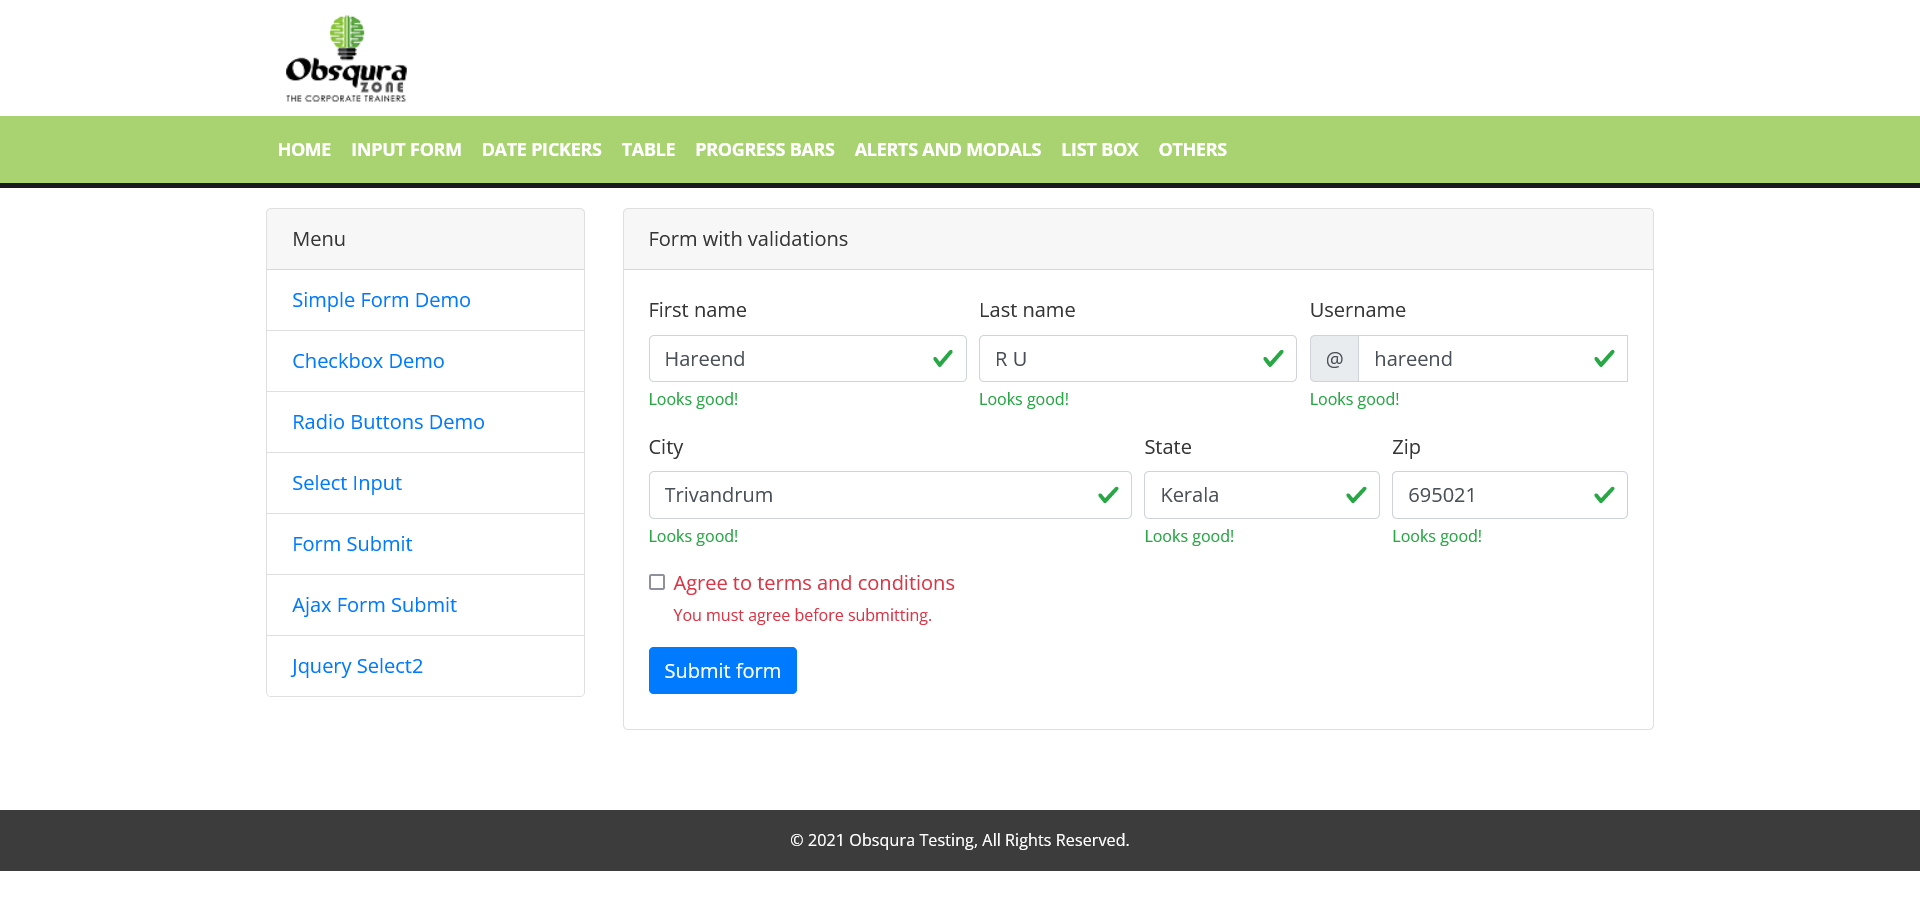 Obsqura
ZONE
THE CORPORATE TRAINERS
HOME INPUT FORM DATE PICKERS TABLE PROGRESS BARS ALERTS AND MODALS LIST BOX OTHERS
Menu
Simple Form Demo
Checkbox Demo
Radio Buttons Demo
Select Input
Form Submit
Ajax Form Submit
Jquery Select2
Form with validations
First name Last name Username
Hareend R U @ hareend
Looks good! Looks good! Looks good!
City State Zip
Trivandrum Kerala 695021
Looks good! Looks good! Looks good!
Agree to terms and conditions
You must agree before submitting.
Submit form
© 2021 Obsqura Testing, All Rights Reserved.